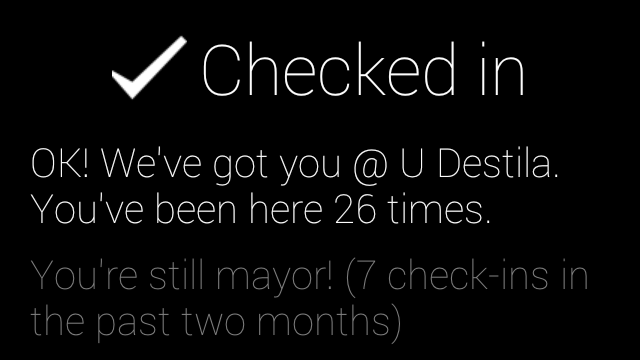 Checked in
OK! We've got you @ U Destila.
You've been here 26 times.
You're still mayor! (7 check-ins in
the past two months)